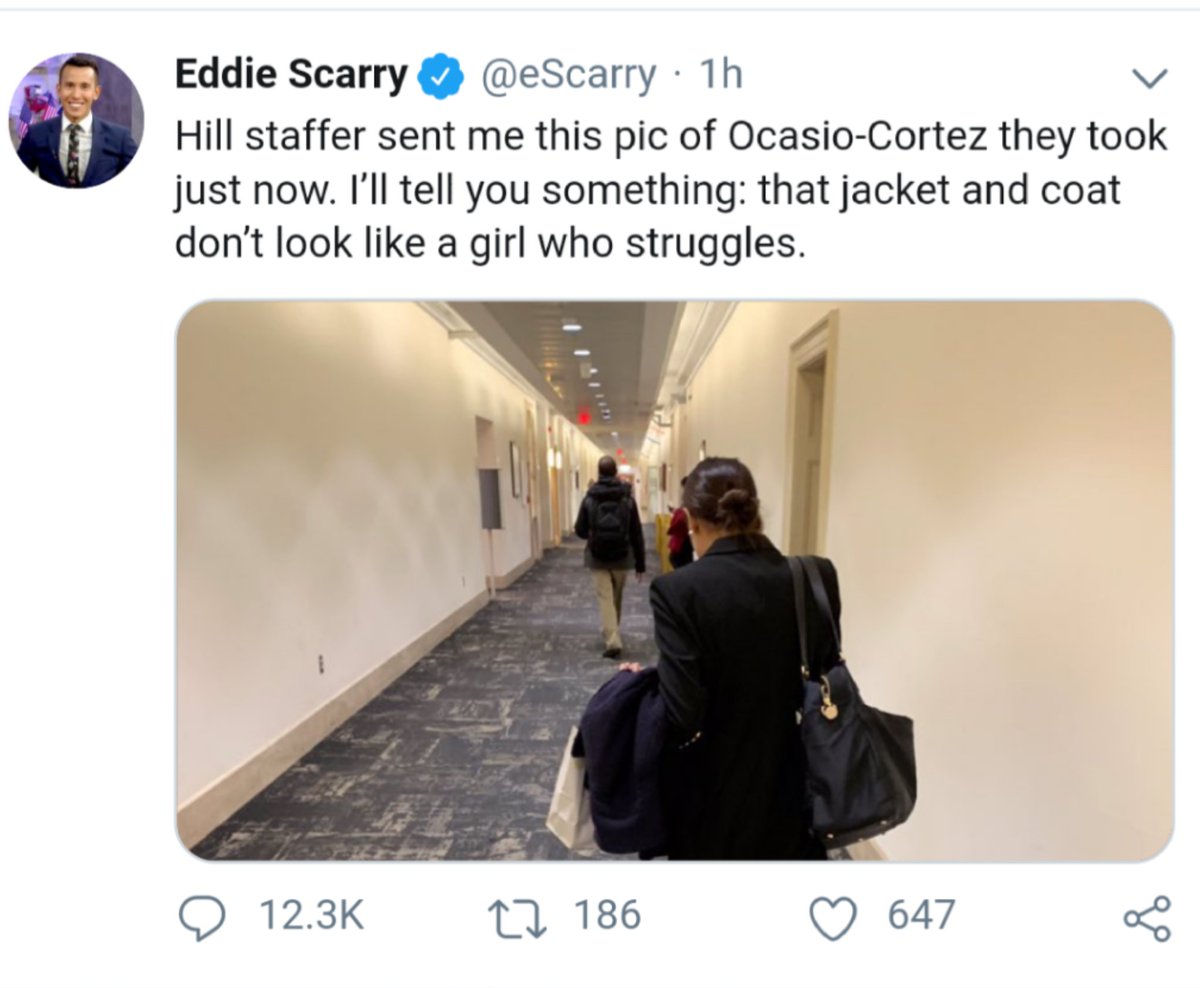 Eddie Scarry @eScarry · 1h
Hill staffer sent me this pic of Ocasio-Cortez they took
just now. I’ll tell you something: that jacket and coat
don’t look like a girl who struggles.
12.3K 186 647